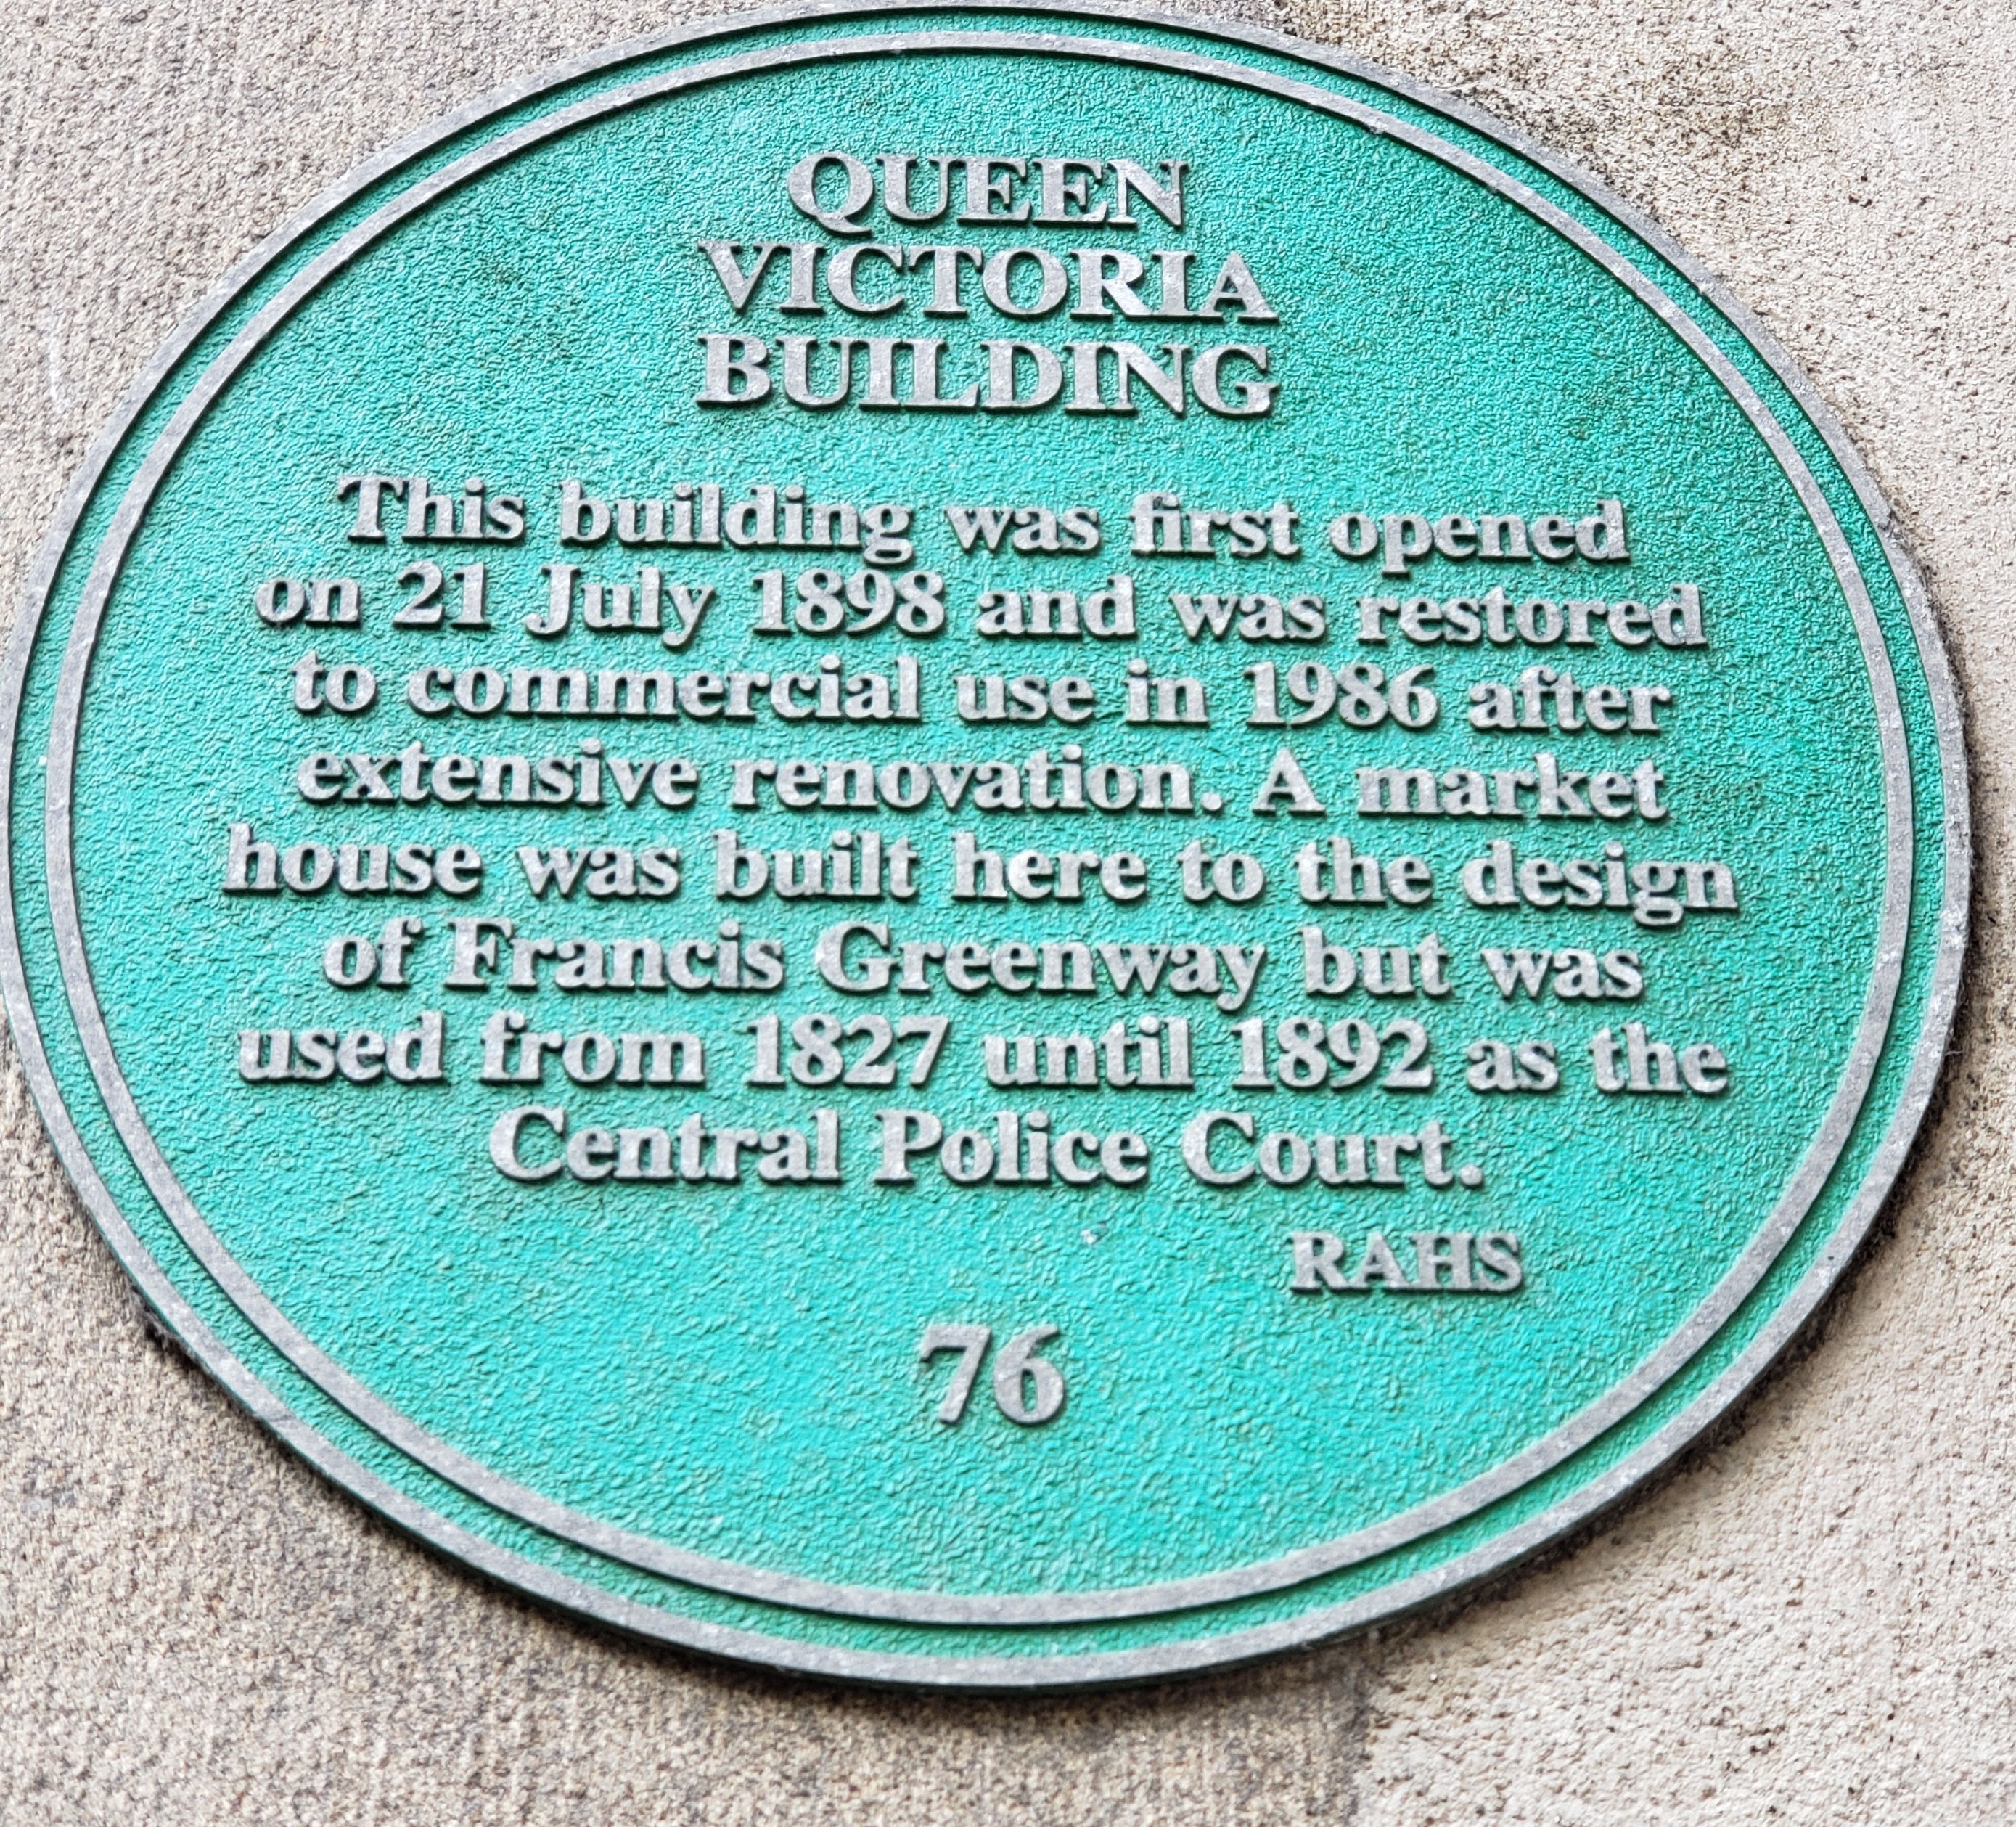 QUEEN
VICTORIA
BUILDING
This building was first opened
on 21 July 1898 and was restored
to commercial use in 1986 after
extensive renovation. A market
house was built here to the design
of Francis Greenway but was
used from 1827 until 1892 as the
Central Police Court.
RAHS
76